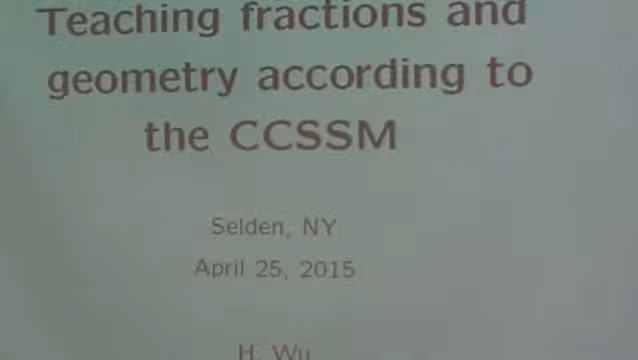 Teaching fractions and
geometry according to
the CCSSM
Selden, NY
April 25, 2015
H. Wu